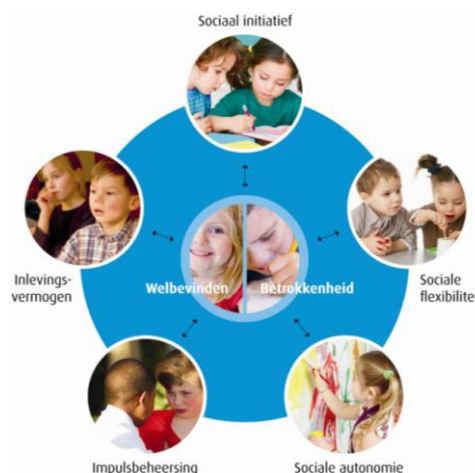 Sociaal initiatief
Welbevinden
Betrokkenheid
Inlevings-
vermogen
Sociale
flexibilite
Impulsbeheersing
Sociale autonomie